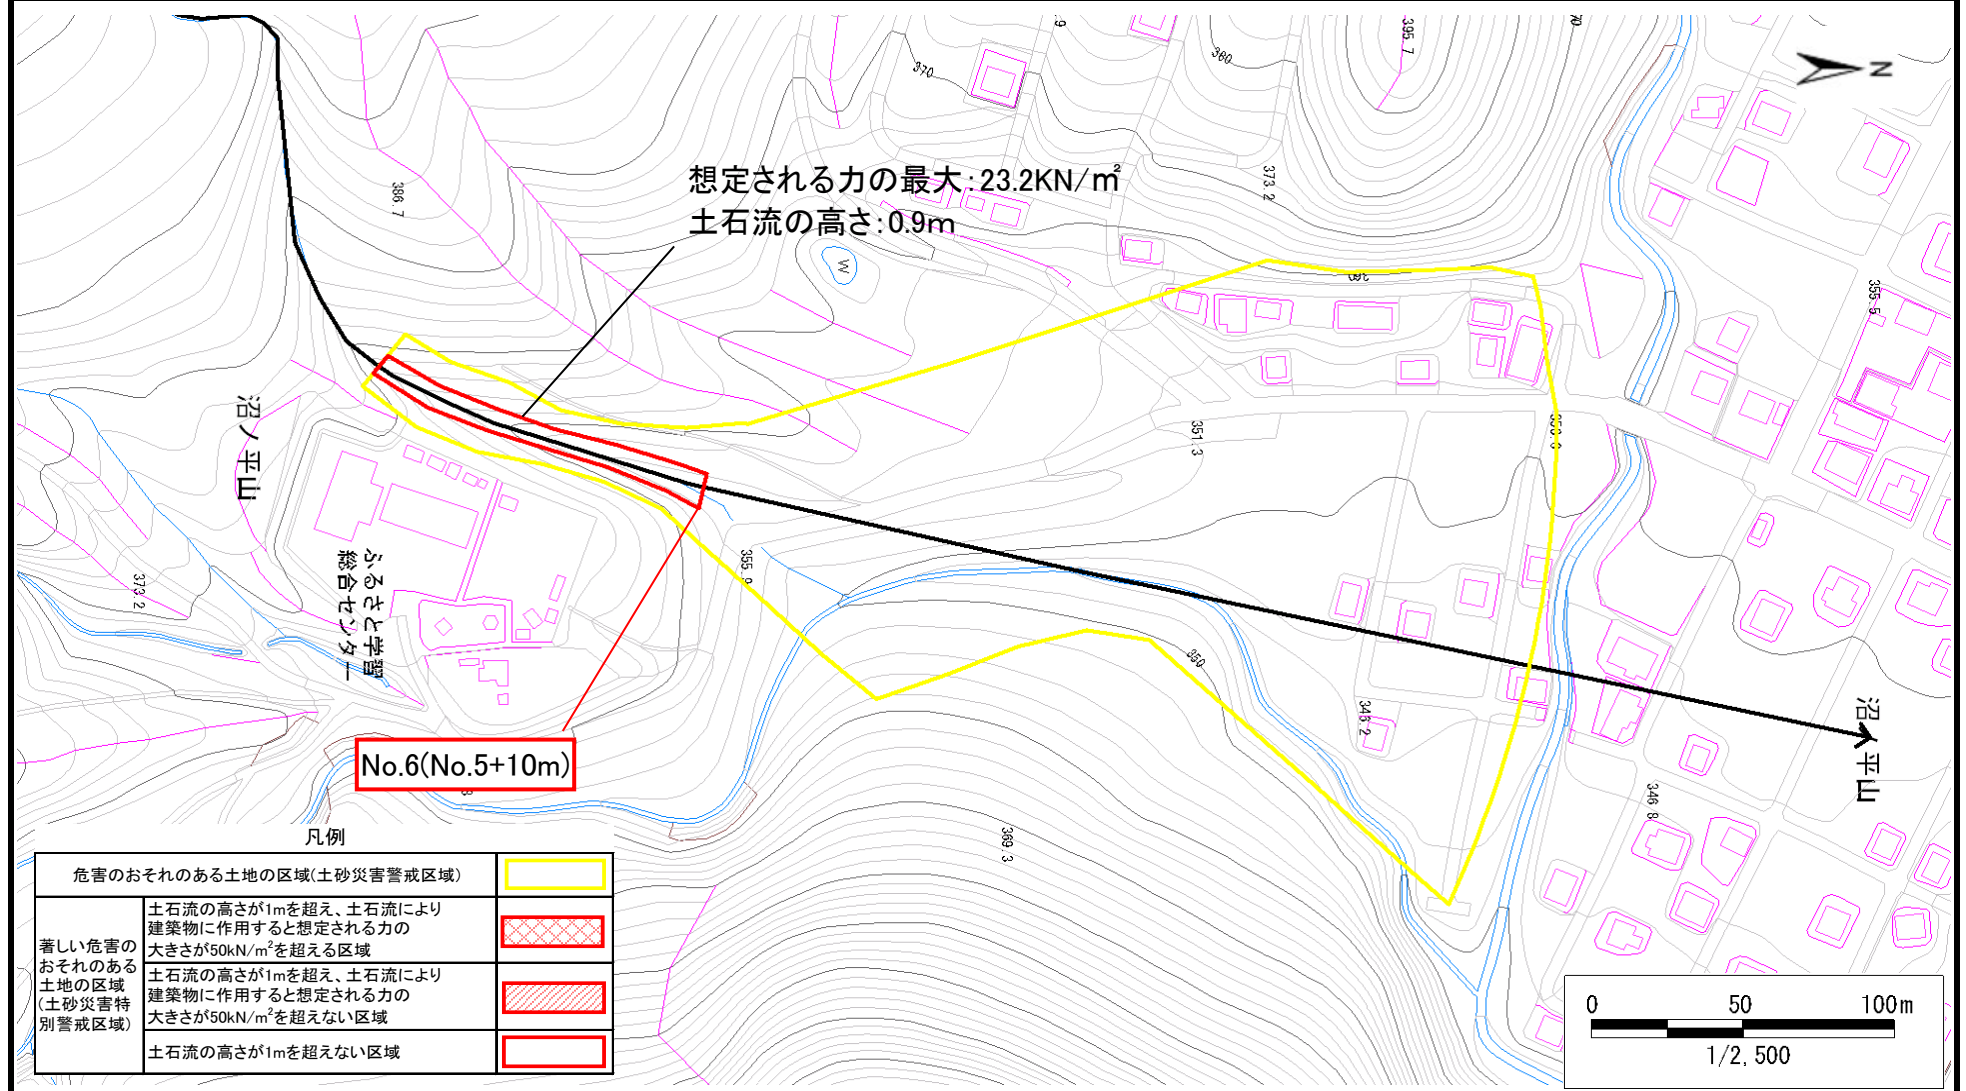 N
395.7
380
370
373.2
386.7
想定される力の最大:23.2KN/㎡
土石流の高さ:0.9m
W
360
355.5
沼ノ平山
351.3
ふるさと学習
総合センター
373.2
350
346.2
沼ノ平山
346.8
369.3
No.6(No.5+10m)
凡例
危害のおそれのある土地の区域(土砂災害警戒区域)
著しい危害の
おそれのある
土地の区域
(土砂災害特
別警戒区域)
土石流の高さが1mを超え、土石流により
建築物に作用すると想定される力の
大きさが50kN/m²を超える区域
土石流の高さが1mを超え、土石流により
建築物に作用すると想定される力の
大きさが50kN/m²を超えない区域
土石流の高さが1mを超えない区域
0 50 100m
1/2,500